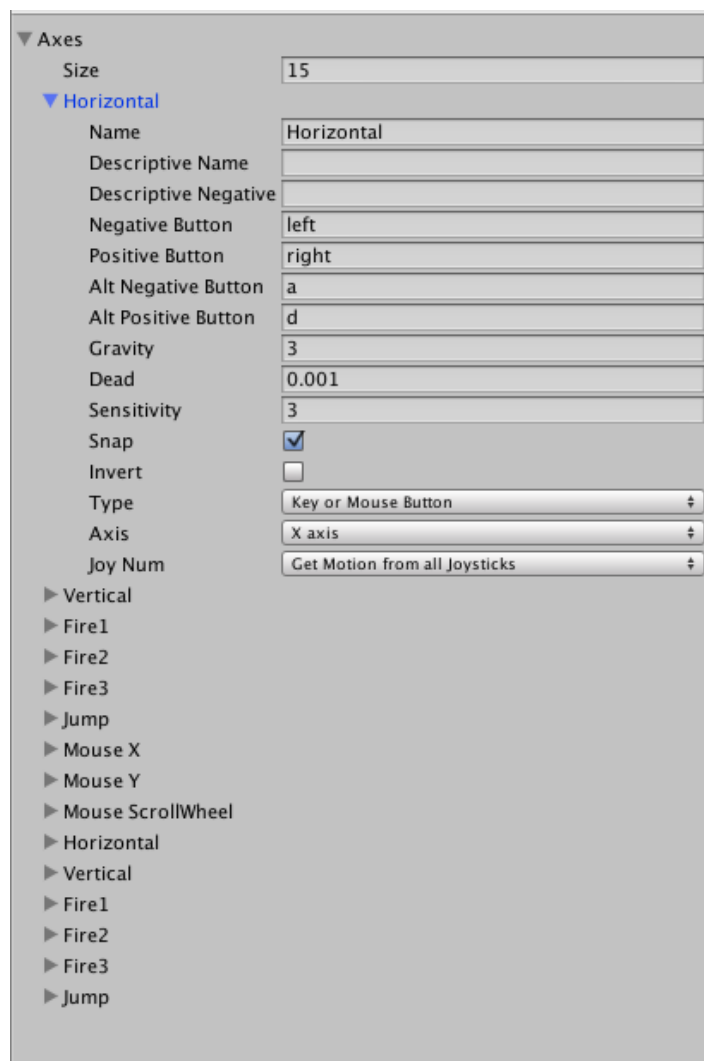 Axes
Size 15
Horizontal
Name Horizontal
Descriptive Name
Descriptive Negative
Negative Button left
Positive Button right
Alt Negative Button a
Alt Positive Button d
Gravity 3
Dead 0.001
Sensitivity 3
Snap
Invert
Type Key or Mouse Button
Axis X axis
Joy Num Get Motion from all Joysticks
Vertical
Fire1
Fire2
Fire3
Jump
Mouse X
Mouse Y
Mouse ScrollWheel
Horizontal
Vertical
Fire1
Fire2
Fire3
Jump